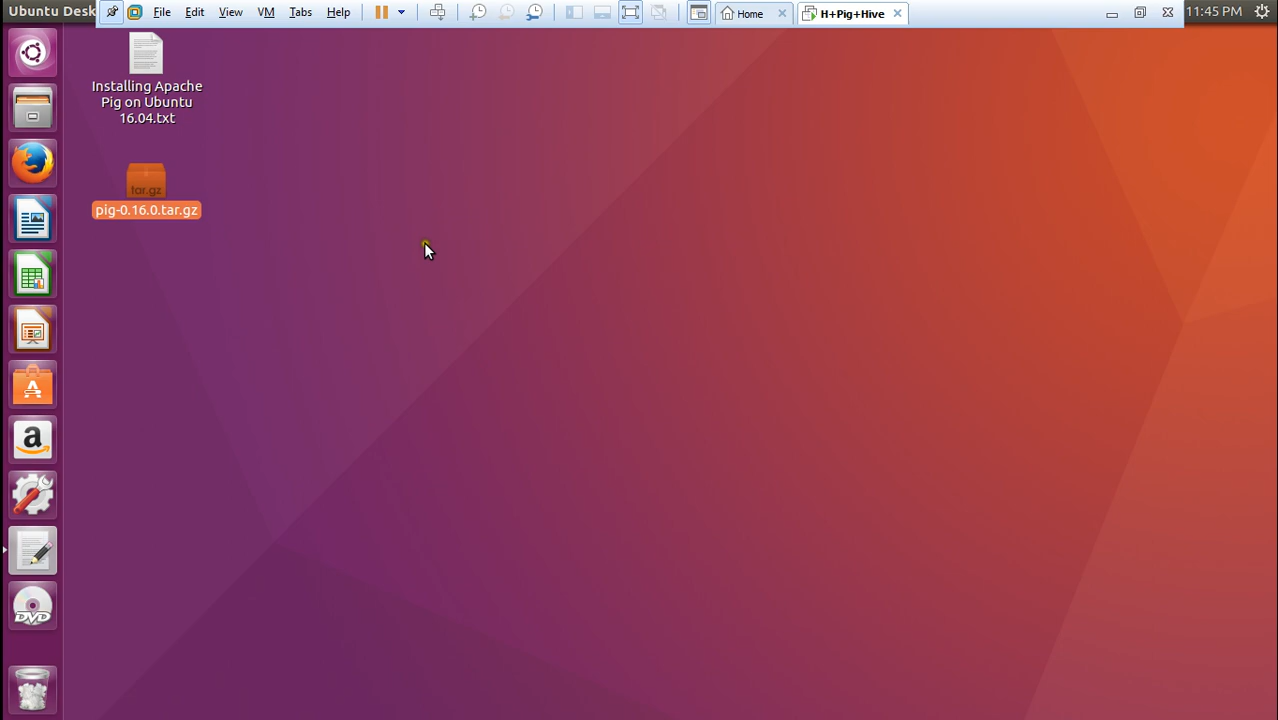 Ubuntu Desk
File Edit View VM Tabs Help
Home
H+Pig+Hive
11:45 PM
Installing Apache
Pig on Ubuntu
16.04.txt
tar.gz
pig-0.16.0.tar.gz
a
DVD